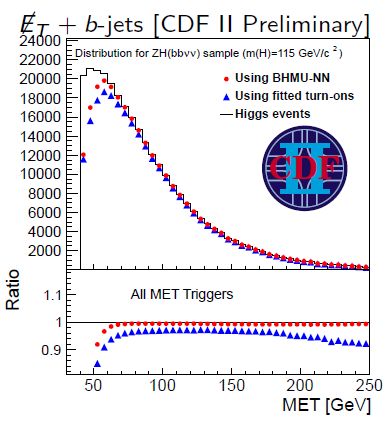 E̸_T + b-jets [CDF II Preliminary]
24000
Distribution for ZH(bbνν) sample (m(H)=115 GeV/c²)
22000
20000
Using BHMU-NN
18000
Using fitted turn-ons
16000
Higgs events
14000
12000
CDF II
10000
8000
6000
4000
2000
All MET Triggers
Ratio
1.1
1
0.9
50 100 150 200 250
MET [GeV]